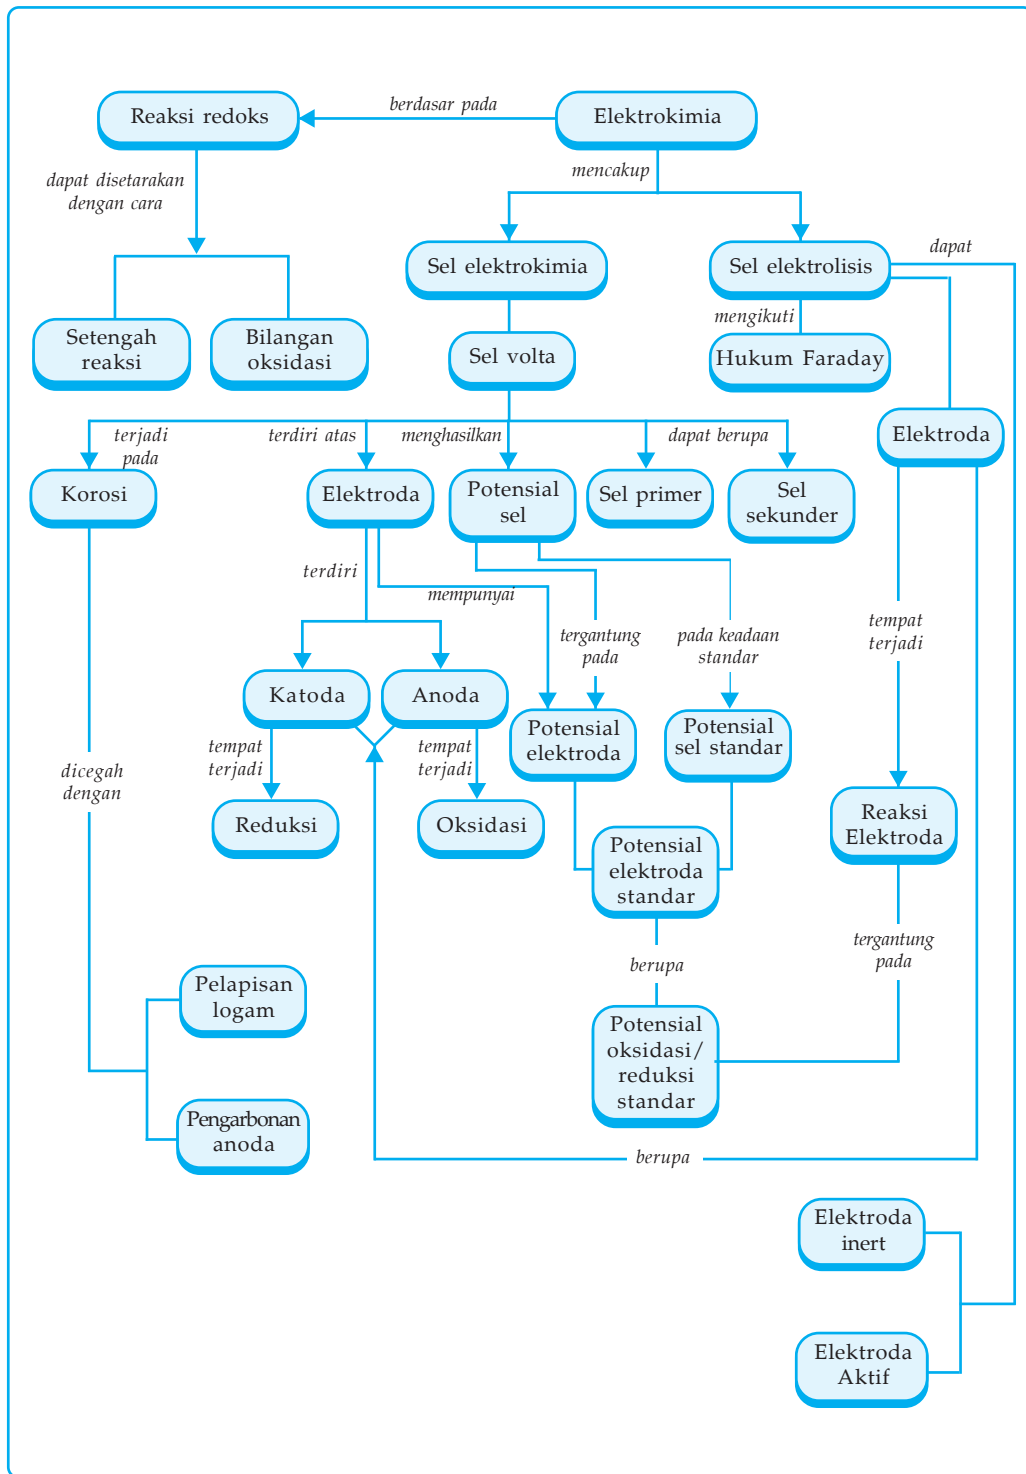 Reaksi redoks
berdasar pada
Elektrokimia
mencakup
dapat disetarakan
dengan cara
dapat
Sel elektrokimia
Sel elektrolisis
mengikuti
Setengah
reaksi
Bilangan
oksidasi
Sel volta
Hukum Faraday
terjadi
pada
terdiri atas
menghasilkan
dapat berupa
Elektroda
Korosi
Elektroda
Potensial
sel
Sel primer
Sel
sekunder
terdiri
mempunyai
tergantung
pada
pada keadaan
standar
tempat
terjadi
Katoda
Anoda
Potensial
elektroda
Potensial
sel standar
tempat
terjadi
tempat
terjadi
dicegah
dengan
Reduksi
Oksidasi
Reaksi
Elektroda
Potensial
elektroda
standar
tergantung
pada
berupa
Pelapisan
logam
Potensial
oksidasi/
reduksi
standar
Pengarbonan
anoda
berupa
Elektroda
inert
Elektroda
Aktif